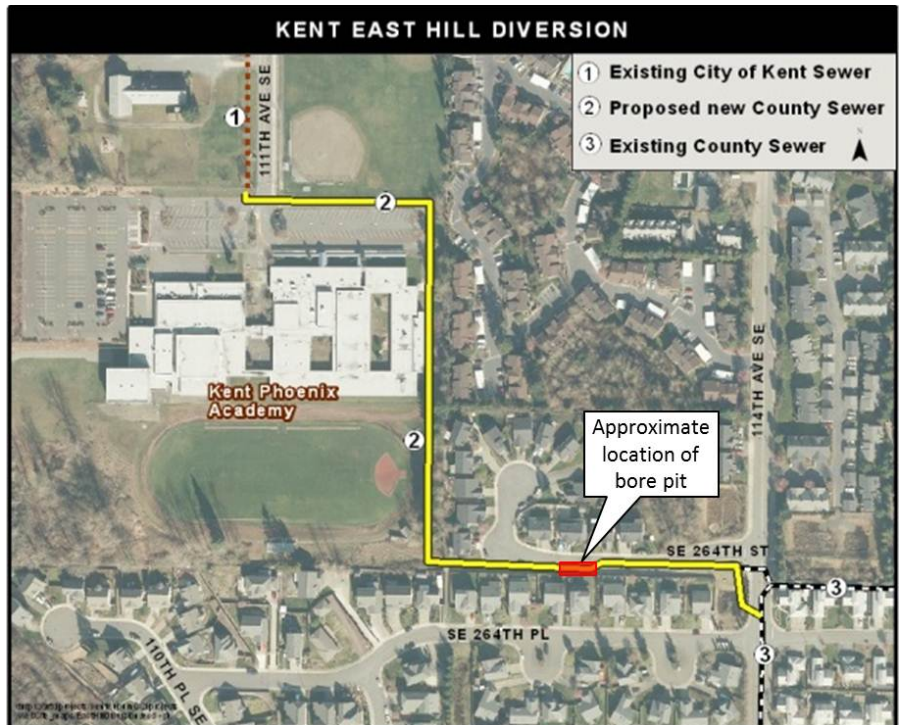 KENT EAST HILL DIVERSION
1 Existing City of Kent Sewer
2 Proposed new County Sewer
3 Existing County Sewer
N
1
111TH AVE SE
2
Kent Phoenix
Academy
2
114TH AVE SE
Approximate
location of
bore pit
SE 264TH ST
3
SE 264TH PL
3
110TH PL SE